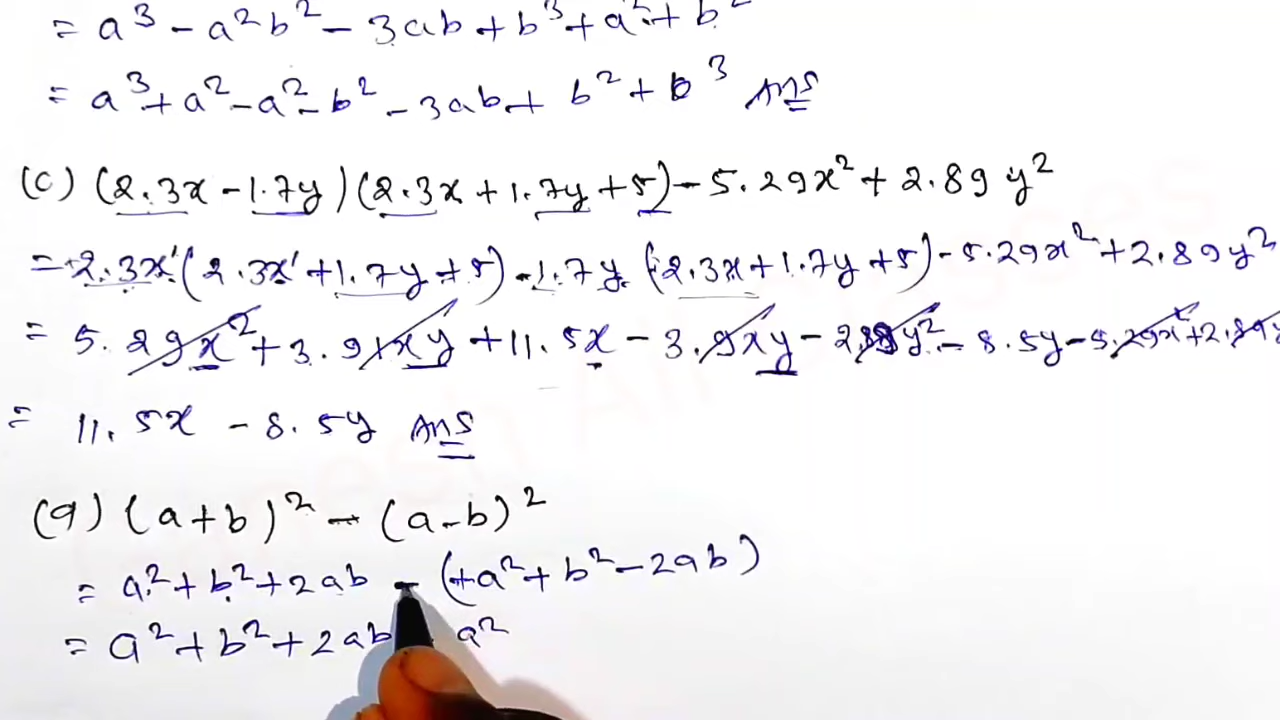 = a³ - a²b² - 3ab + b³ + a² + b²
= a³ + a² - a² - b² - 3ab + b² + b³ Ans
(c) (2.3x - 1.7y) (2.3x + 1.7y + 5) - 5.29x² + 2.89y²
= 2.3x (2.3x + 1.7y + 5) - 1.7y (2.3x + 1.7y + 5) - 5.29x² + 2.89y²
= 5.29x² + 3.91xy + 11.5x - 3.9xy - 2.89y² - 8.5y - 5.29x² + 2.89y
= 11.5x - 8.5y Ans
(9) (a+b)² - (a-b)²
= a² + b² + 2ab - (+a² + b² - 2ab)
= a² + b² + 2ab - a²